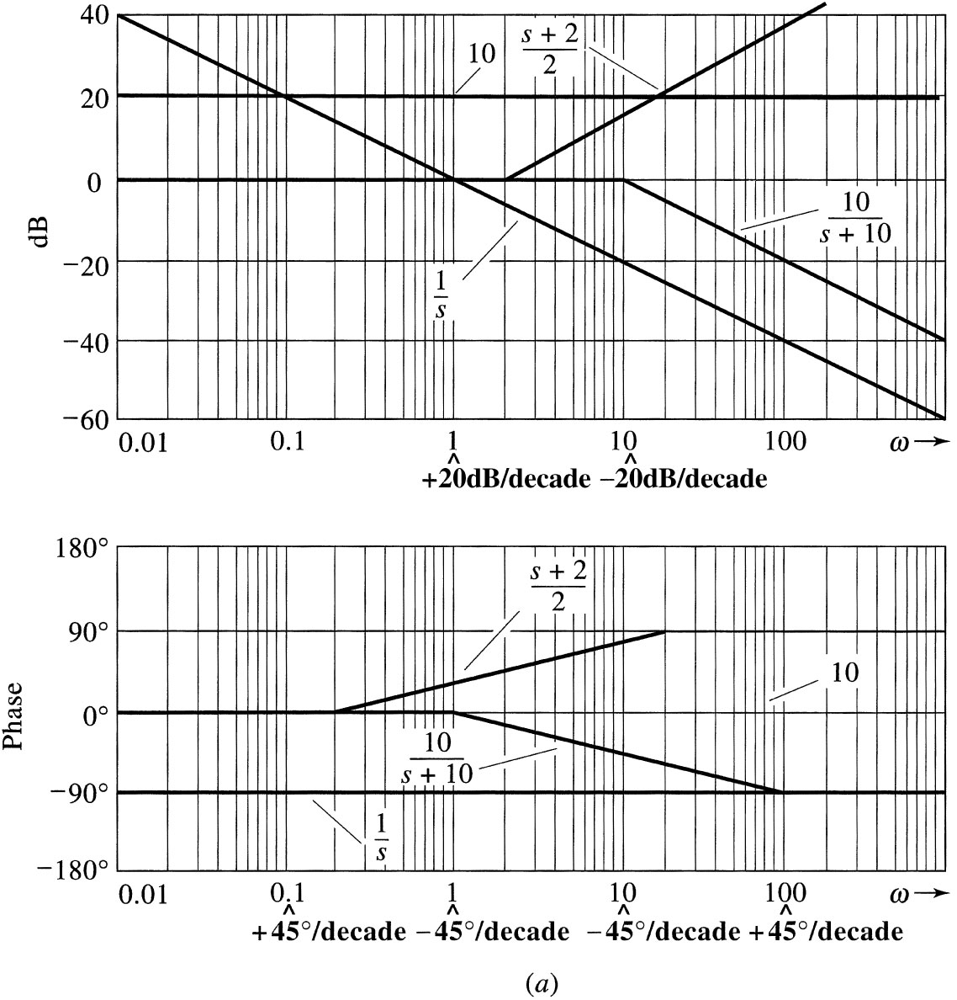 40
20
0
−20
−40
−60
dB
10
s + 2
2
10
s + 10
1
s
0.01 0.1 1 10 100 ω→
^ ^
+20dB/decade −20dB/decade
180°
90°
0°
−90°
−180°
Phase
s + 2
2
10
10
s + 10
1
s
0.01 0.1 1 10 100 ω→
^ ^ ^ ^
+45°/decade −45°/decade −45°/decade +45°/decade
(a)